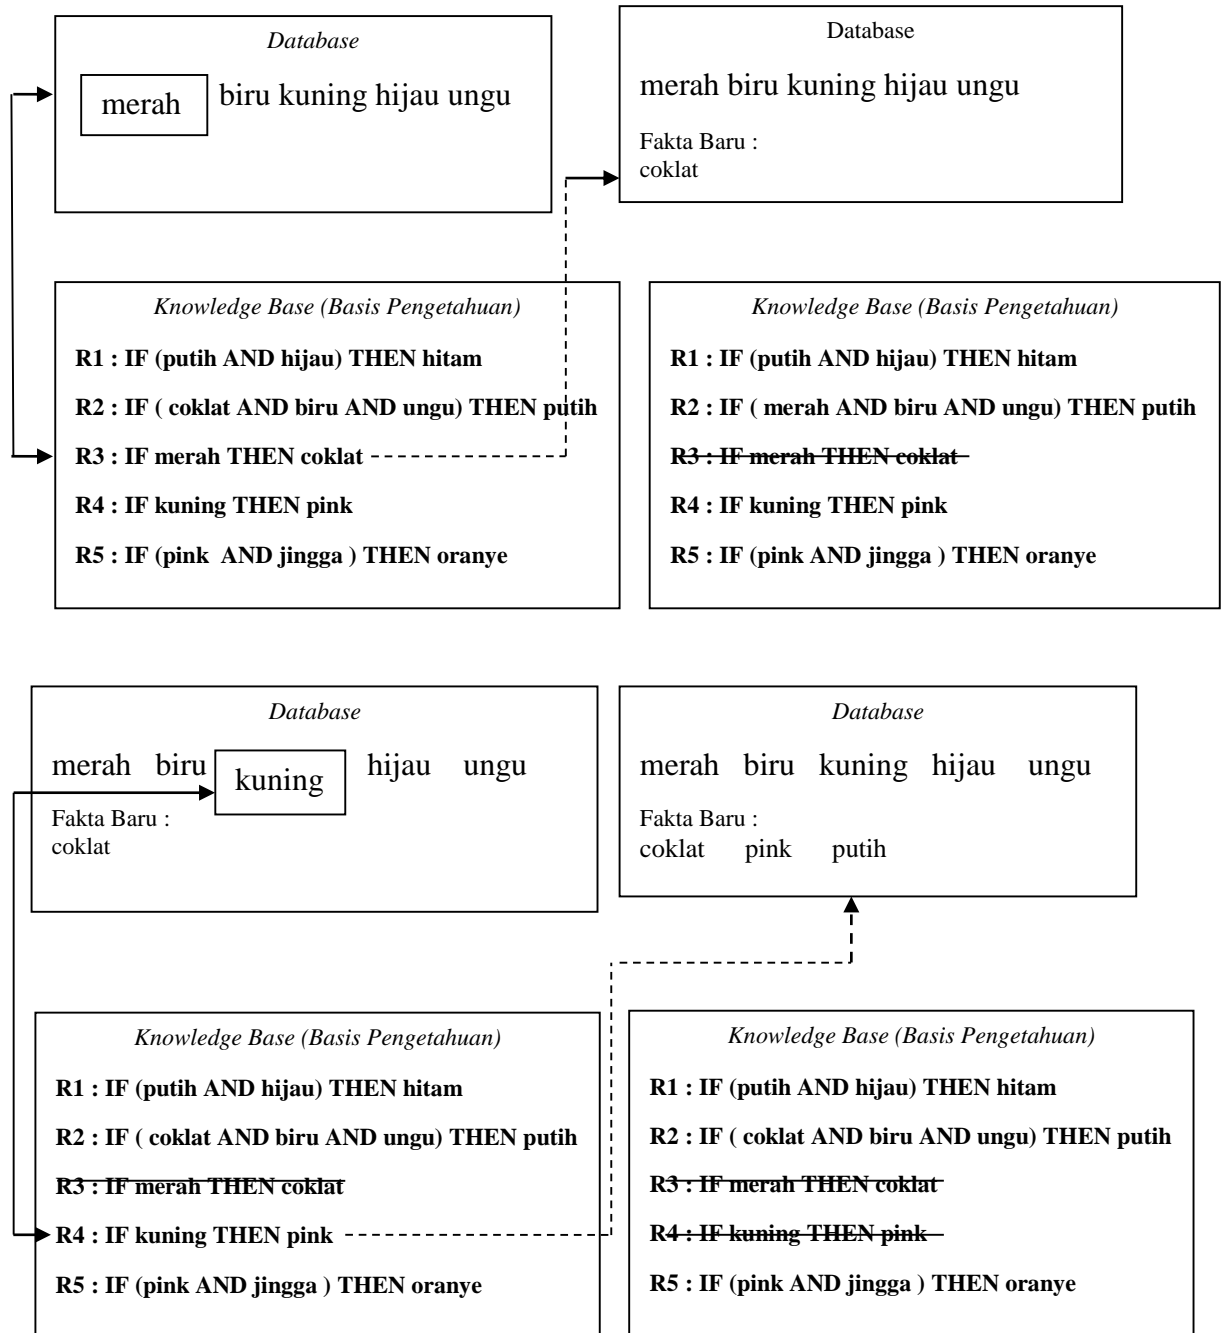 Database
merah biru kuning hijau ungu
Database
merah biru kuning hijau ungu
Fakta Baru :
coklat
Knowledge Base (Basis Pengetahuan)
R1 : IF (putih AND hijau) THEN hitam
R2 : IF ( coklat AND biru AND ungu) THEN putih
R3 : IF merah THEN coklat
R4 : IF kuning THEN pink
R5 : IF (pink AND jingga ) THEN oranye
Knowledge Base (Basis Pengetahuan)
R1 : IF (putih AND hijau) THEN hitam
R2 : IF ( merah AND biru AND ungu) THEN putih
R3 : IF merah THEN coklat
R4 : IF kuning THEN pink
R5 : IF (pink AND jingga ) THEN oranye
Database
merah biru kuning hijau ungu
Fakta Baru :
coklat
Database
merah biru kuning hijau ungu
Fakta Baru :
coklat pink putih
Knowledge Base (Basis Pengetahuan)
R1 : IF (putih AND hijau) THEN hitam
R2 : IF ( coklat AND biru AND ungu) THEN putih
R3 : IF merah THEN coklat
R4 : IF kuning THEN pink
R5 : IF (pink AND jingga ) THEN oranye
Knowledge Base (Basis Pengetahuan)
R1 : IF (putih AND hijau) THEN hitam
R2 : IF ( coklat AND biru AND ungu) THEN putih
R3 : IF merah THEN coklat
R4 : IF kuning THEN pink
R5 : IF (pink AND jingga ) THEN oranye